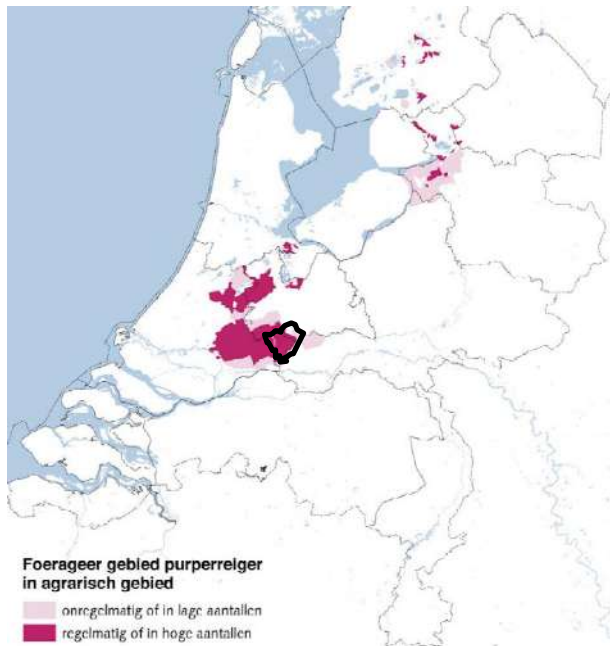 Foerageer gebied purperreiger
in agrarisch gebied
onregelmatig of in lage aantallen
regelmatig of in hoge aantallen